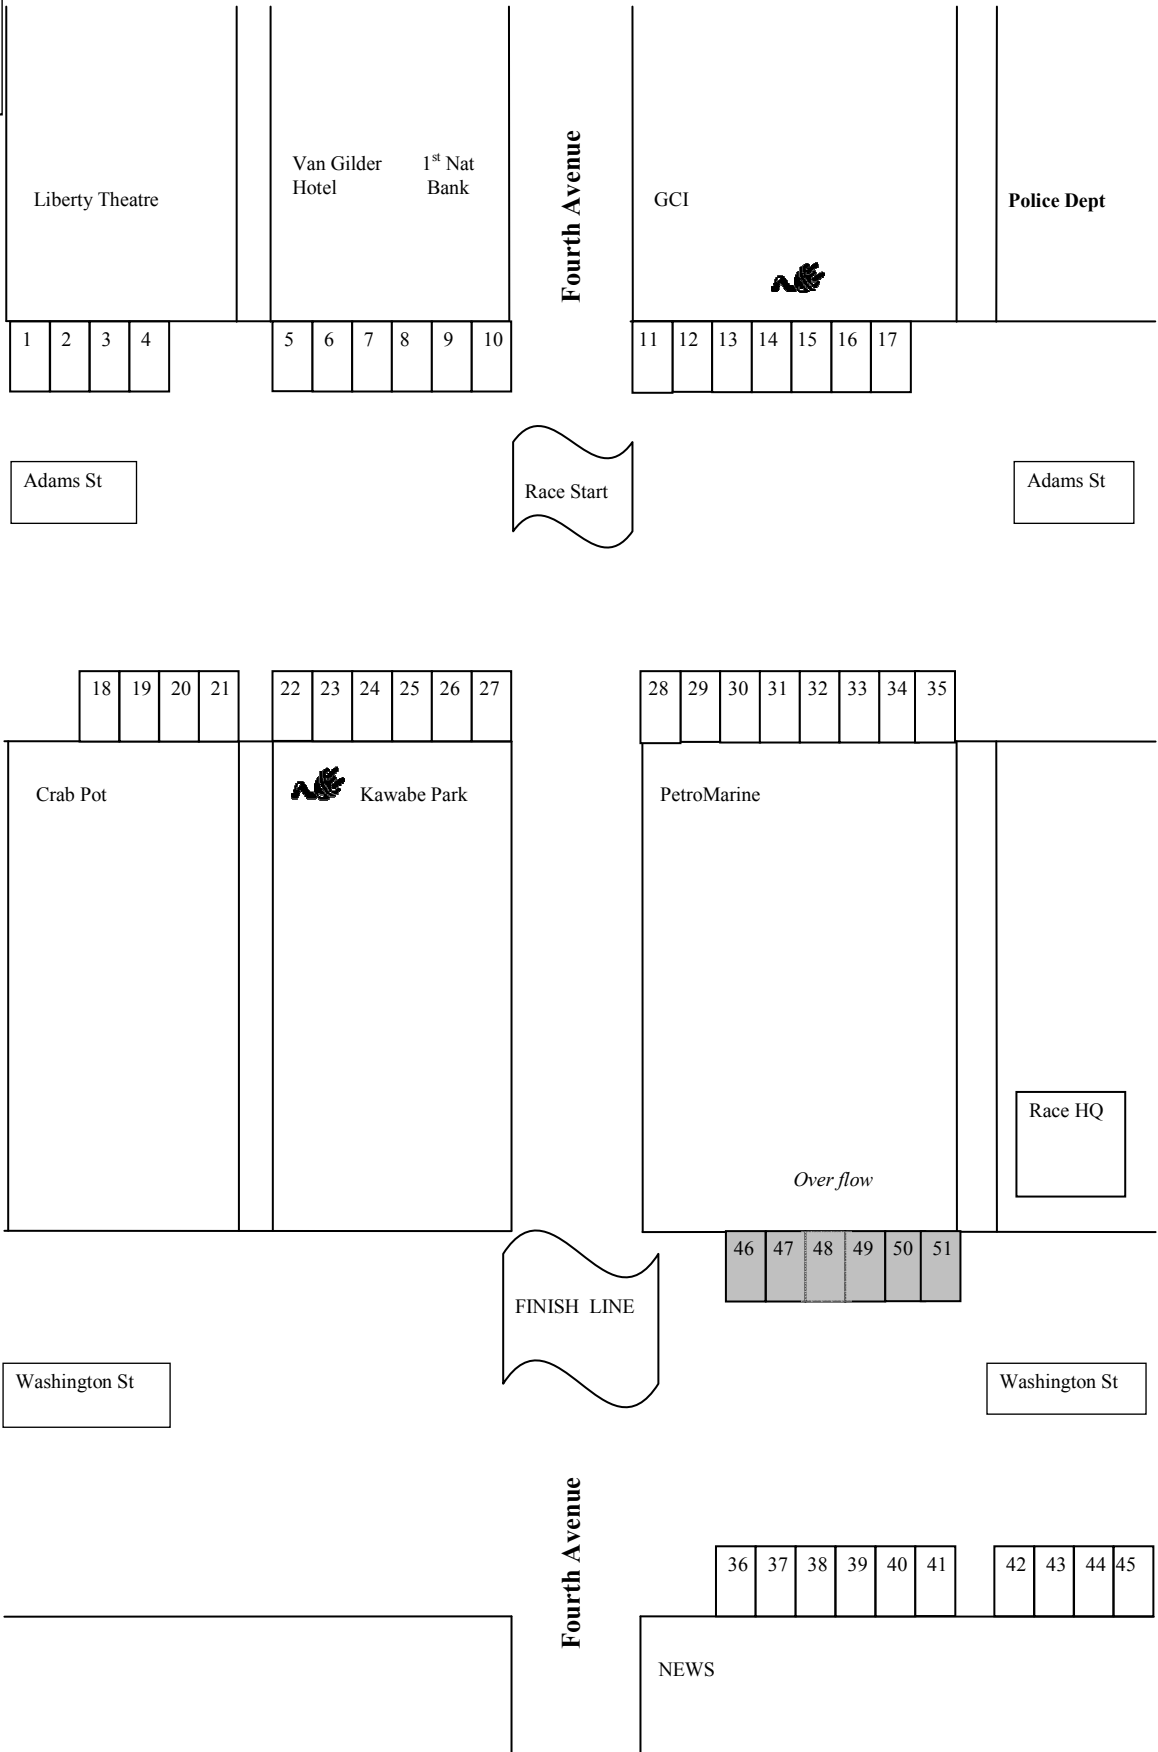 Van Gilder 1st Nat
Hotel Bank
Liberty Theatre
Fourth Avenue
GCI
Police Dept
1 2 3 4 5 6 7 8 9 10 11 12 13 14 15 16 17
Adams St
Race Start
Adams St
18 19 20 21 22 23 24 25 26 27 28 29 30 31 32 33 34 35
Crab Pot
Kawabe Park
PetroMarine
Race HQ
Over flow
46 47 48 49 50 51
FINISH LINE
Washington St
Washington St
Fourth Avenue
36 37 38 39 40 41 42 43 44 45
NEWS